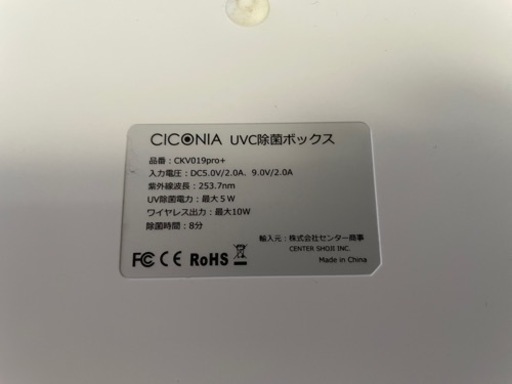 CICONIA UVC除菌ボックス
品番：CKV019pro+
入力電圧：DC5.0V/2.0A、9.0V/2.0A
紫外線波長：253.7nm
UV除菌電力：最大５W
ワイヤレス出力：最大10W
除菌時間：8分
輸入元：株式会社センター商事
CENTER SHOJI INC.
FC CE RoHS
Made in China